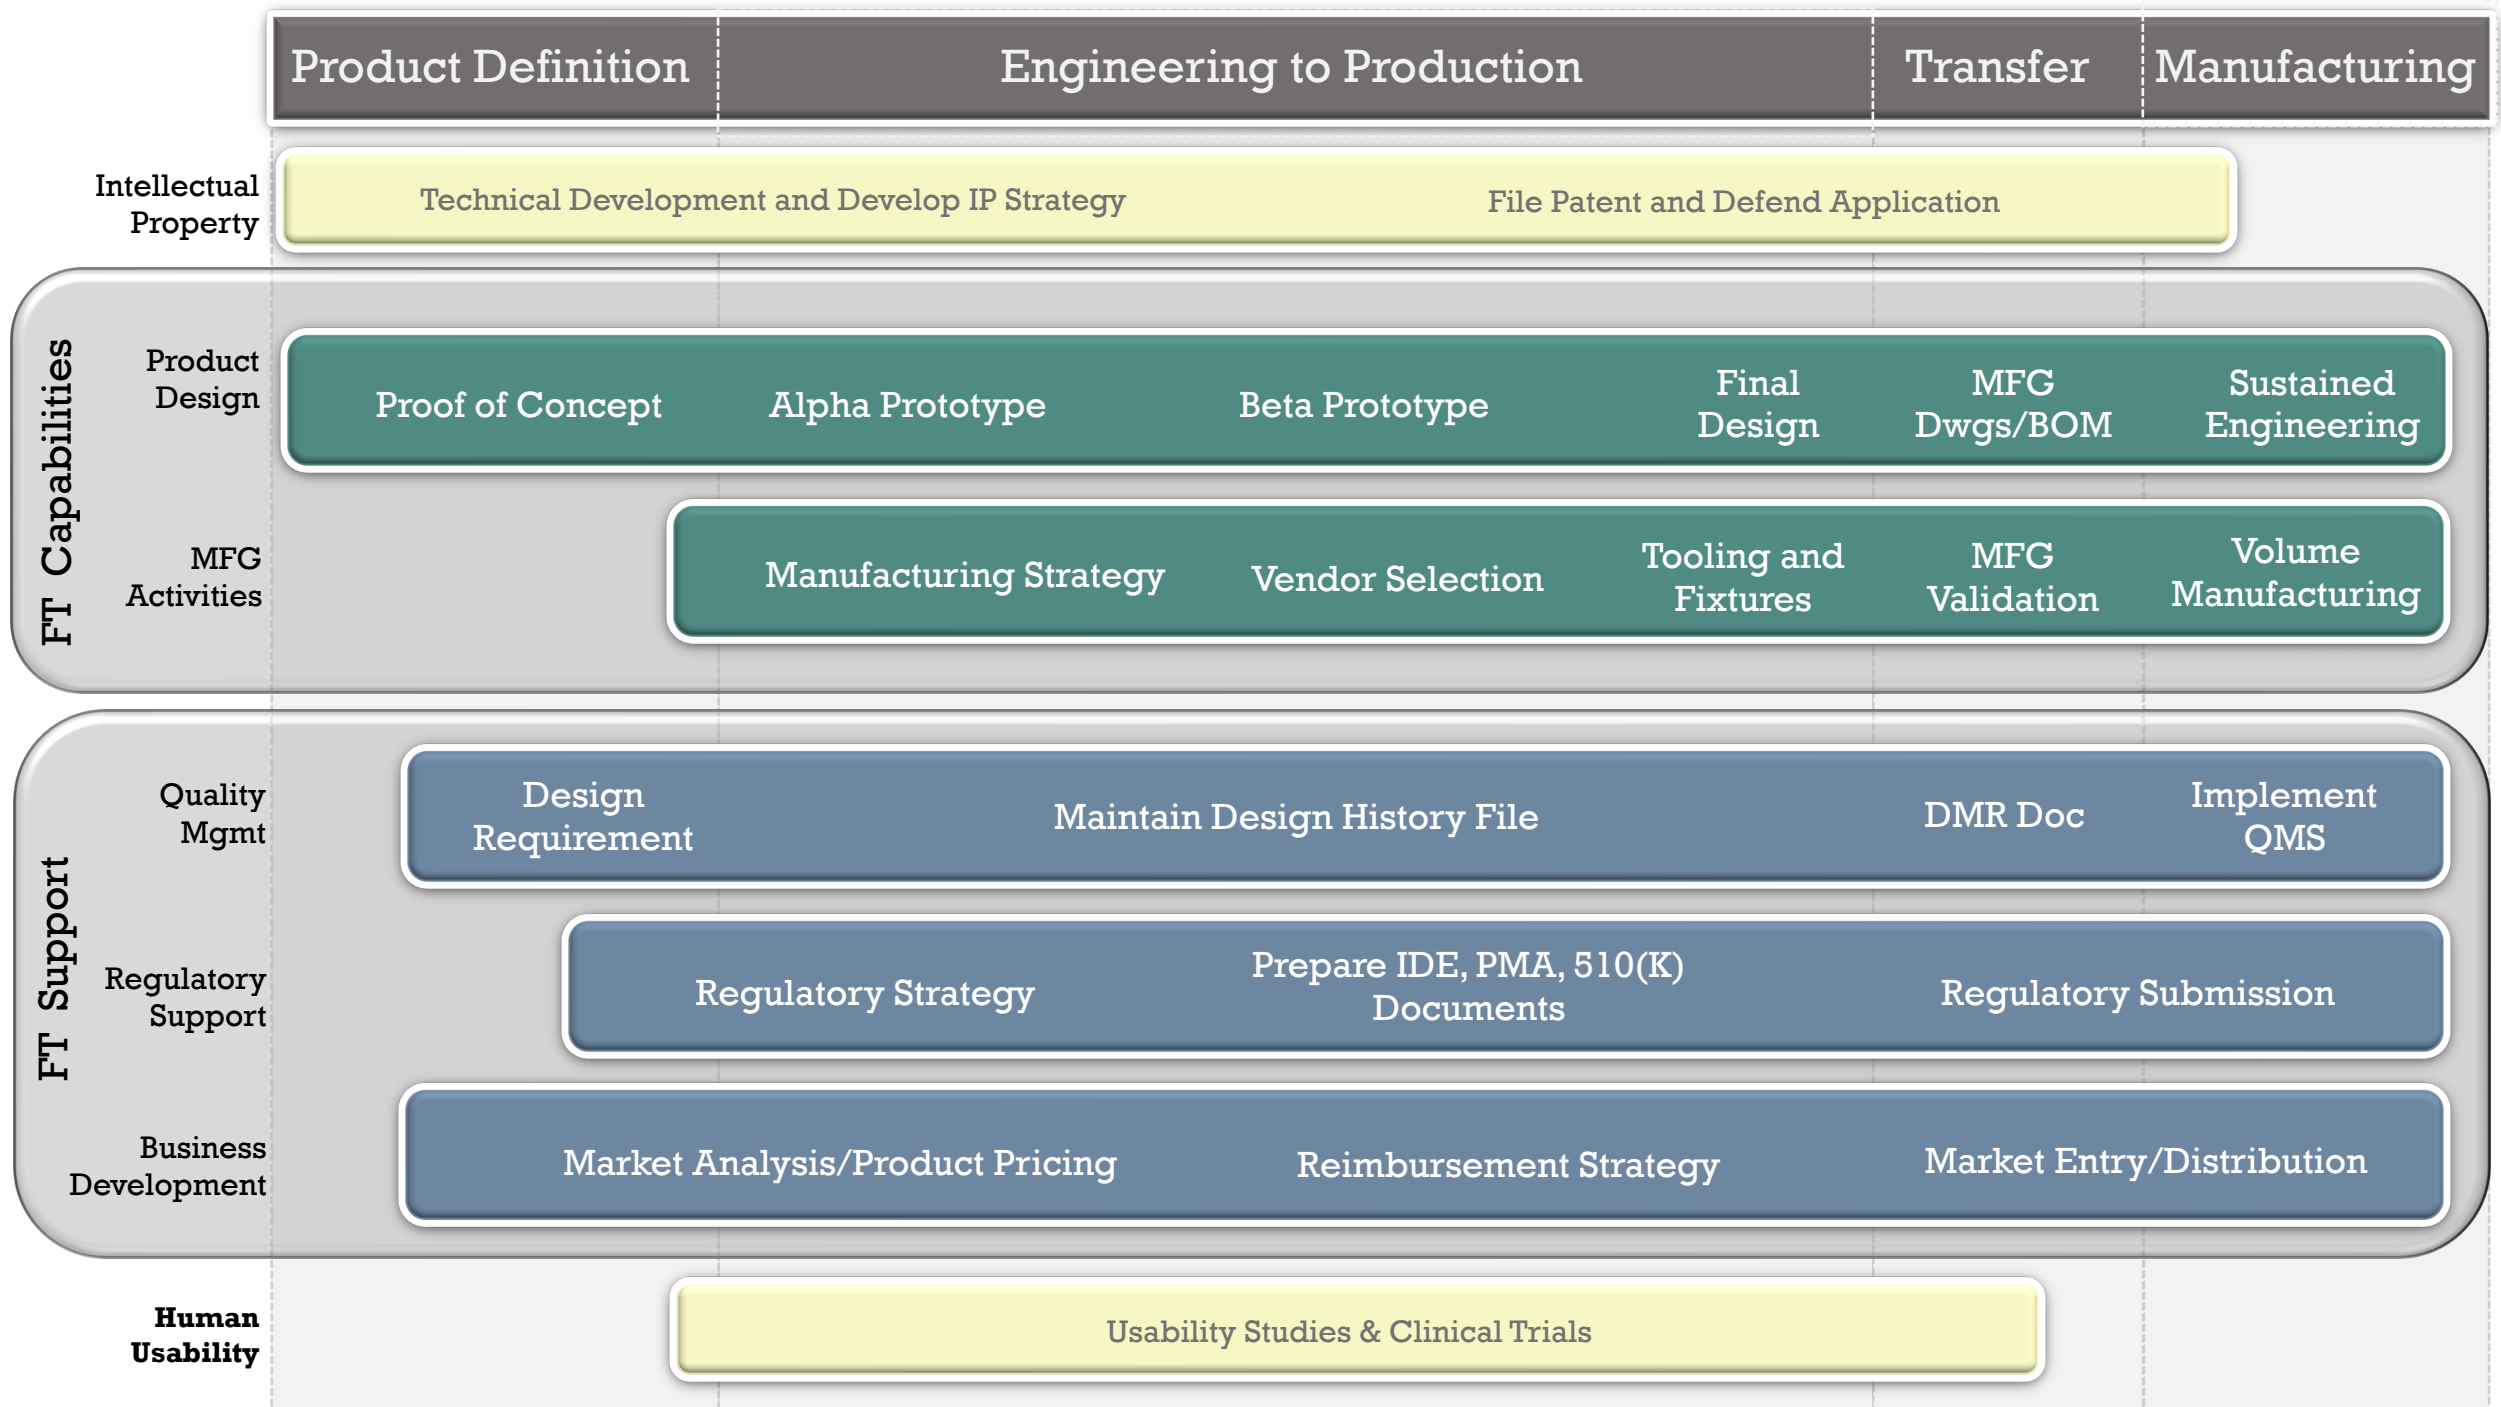 Product Definition
Engineering to Production
Transfer
Manufacturing
Intellectual
Property
Technical Development and Develop IP Strategy
File Patent and Defend Application
FT Capabilities
Product
Design
Proof of Concept
Alpha Prototype
Beta Prototype
Final
Design
MFG
Dwgs/BOM
Sustained
Engineering
MFG
Activities
Manufacturing Strategy
Vendor Selection
Tooling and
Fixtures
MFG
Validation
Volume
Manufacturing
FT Support
Quality
Mgmt
Design
Requirement
Maintain Design History File
DMR Doc
Implement
QMS
Regulatory
Support
Regulatory Strategy
Prepare IDE, PMA, 510(K)
Documents
Regulatory Submission
Business
Development
Market Analysis/Product Pricing
Reimbursement Strategy
Market Entry/Distribution
Human
Usability
Usability Studies & Clinical Trials